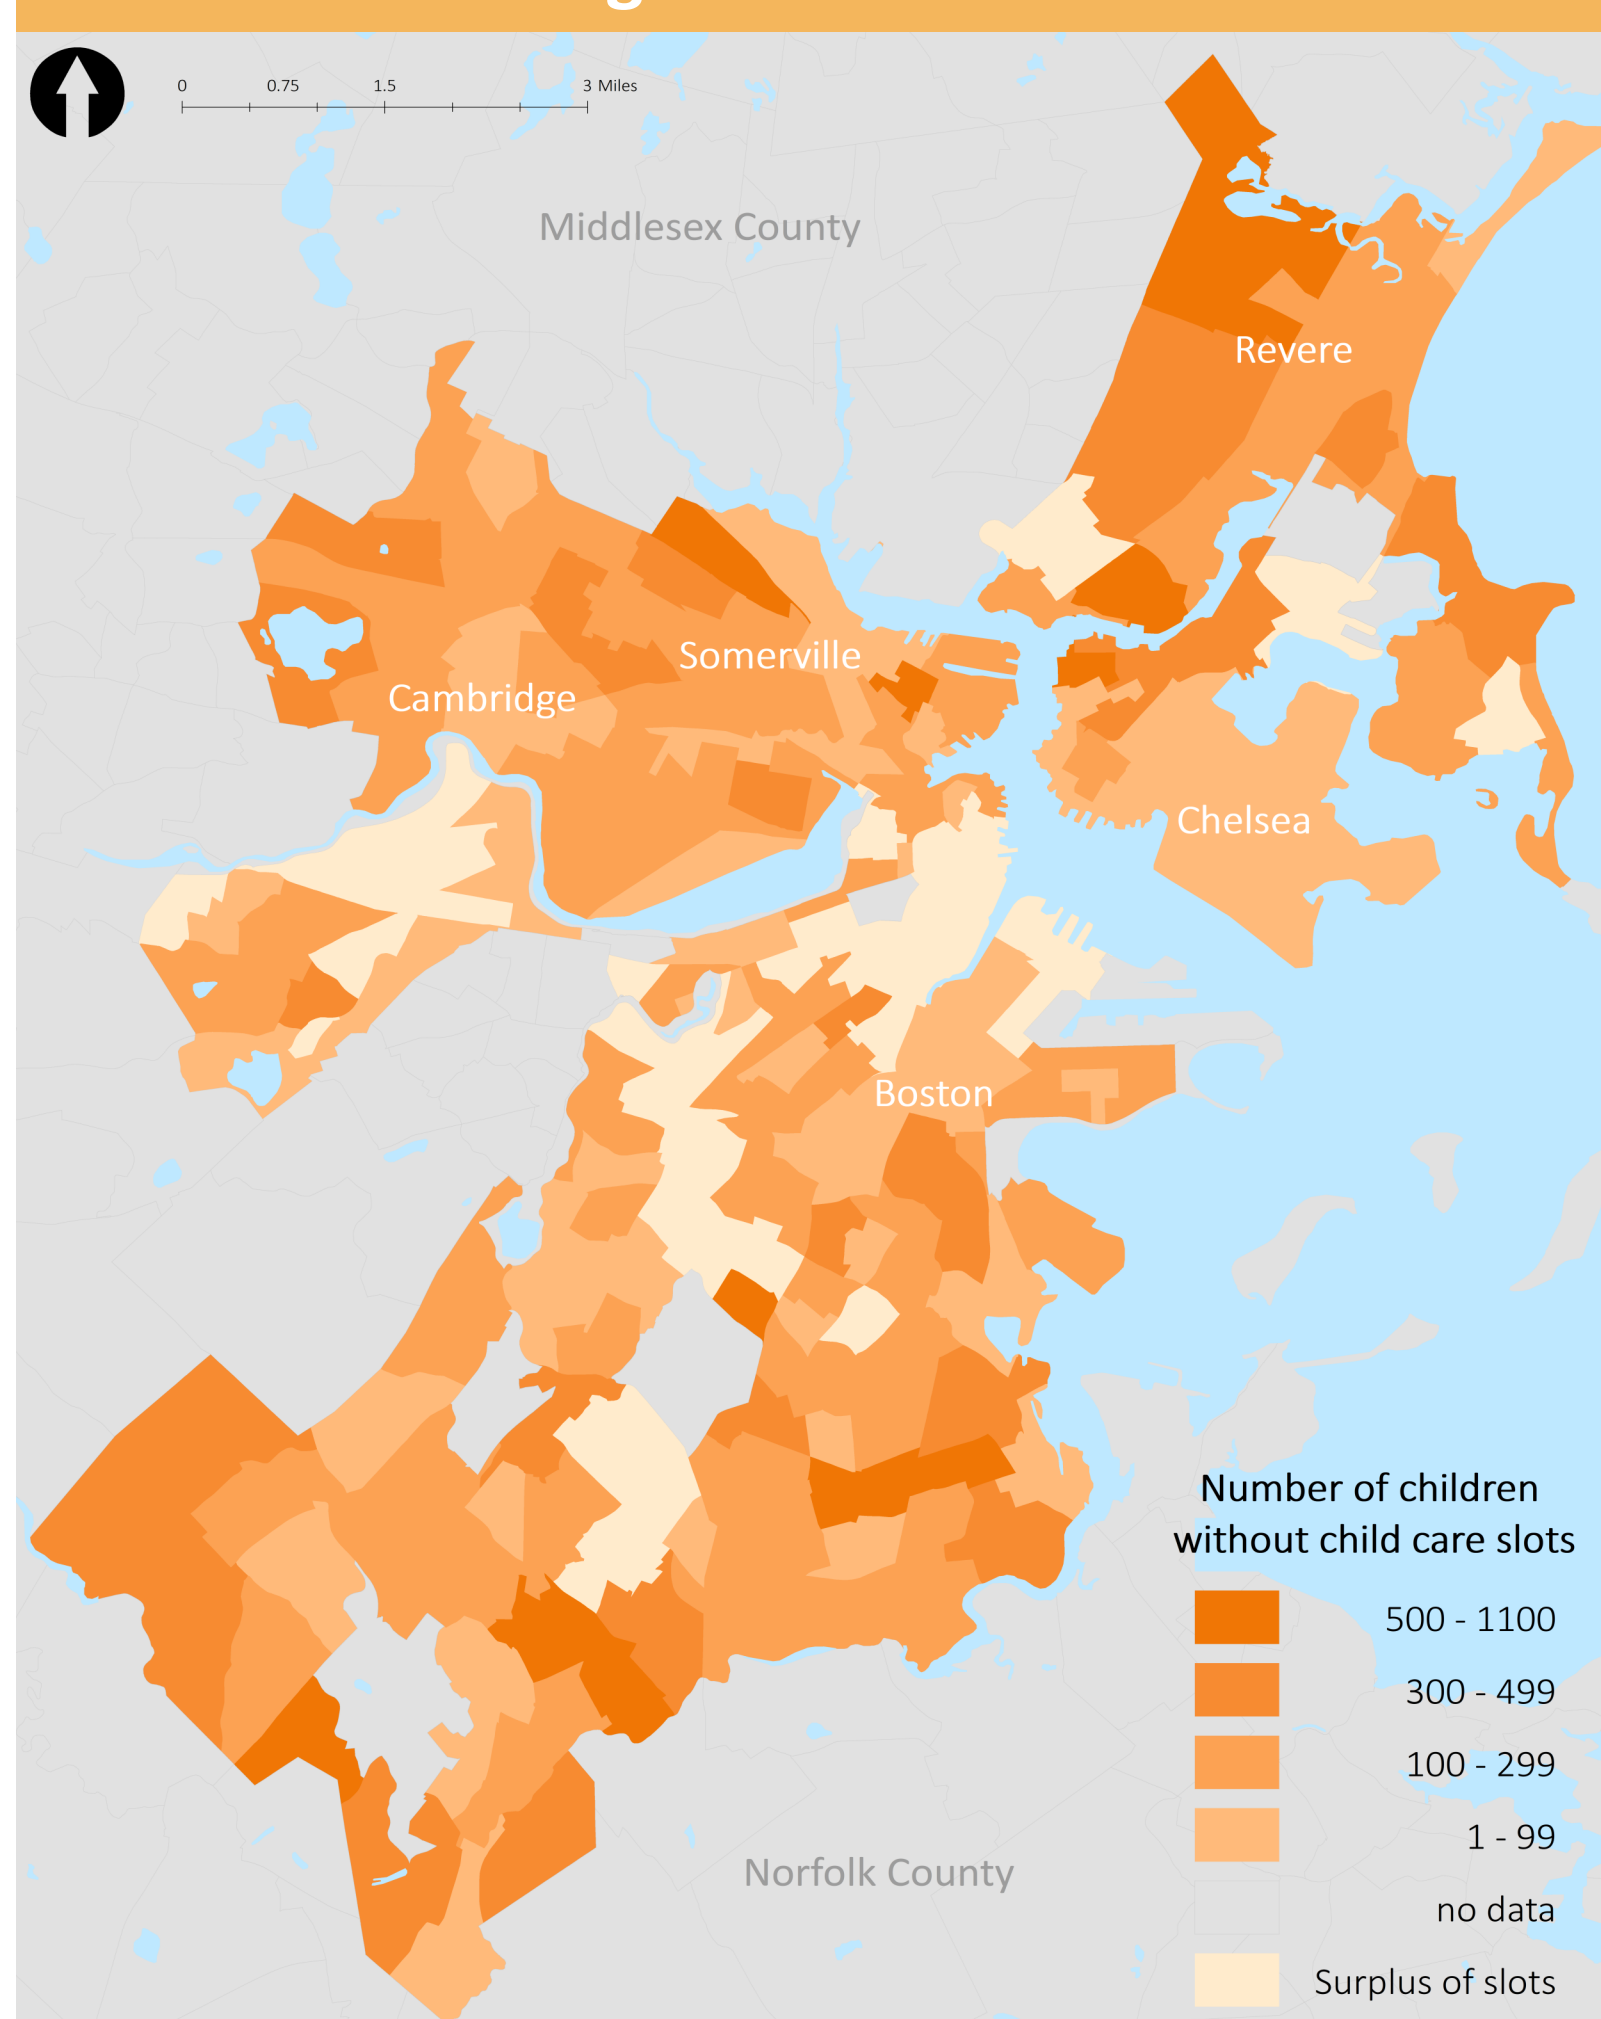 0 0.75 1.5 3 Miles
Middlesex County
Revere
Somerville
Cambridge
Chelsea
Boston
Number of children
without child care slots
500 - 1100
300 - 499
100 - 299
1 - 99
Norfolk County
no data
Surplus of slots